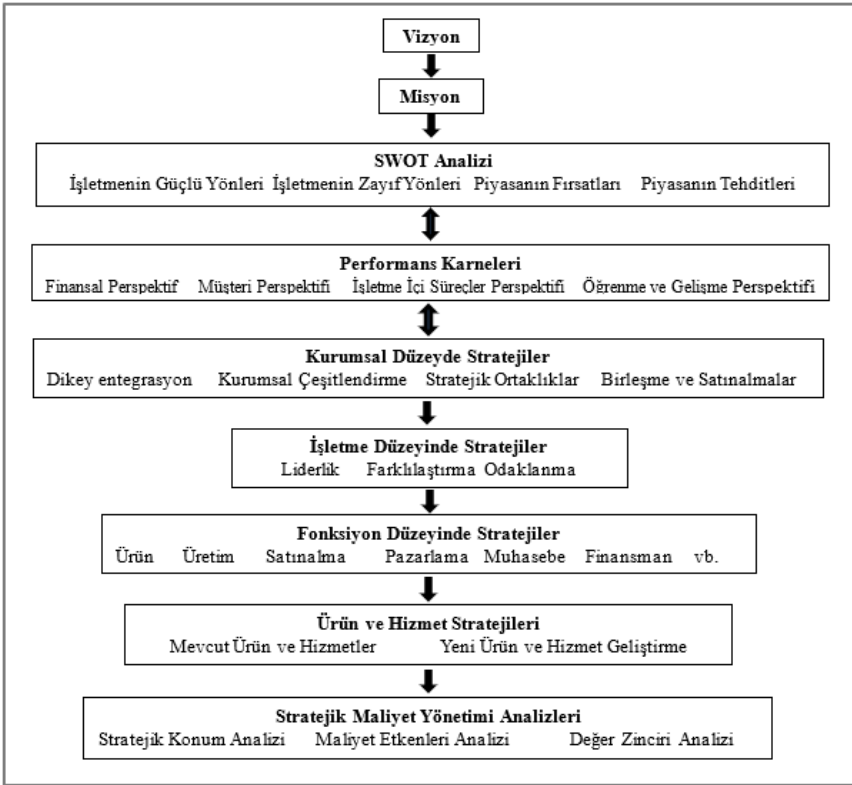 Vizyon
Misyon
SWOT Analizi
İşletmenin Güçlü Yönleri İşletmenin Zayıf Yönleri Piyasanın Fırsatları Piyasanın Tehditleri
Performans Karneleri
Finansal Perspektif Müşteri Perspektifi İşletme İçi Süreçler Perspektifi Öğrenme ve Gelişme Perspektifi
Kurumsal Düzeyde Stratejiler
Dikey entegrasyon Kurumsal Çeşitlendirme Stratejik Ortaklıklar Birleşme ve Satınalmalar
İşletme Düzeyinde Stratejiler
Liderlik Farklılaştırma Odaklanma
Fonksiyon Düzeyinde Stratejiler
Ürün Üretim Satınalma Pazarlama Muhasebe Finansman vb.
Ürün ve Hizmet Stratejileri
Mevcut Ürün ve Hizmetler Yeni Ürün ve Hizmet Geliştirme
Stratejik Maliyet Yönetimi Analizleri
Stratejik Konum Analizi Maliyet Etkenleri Analizi Değer Zinciri Analizi